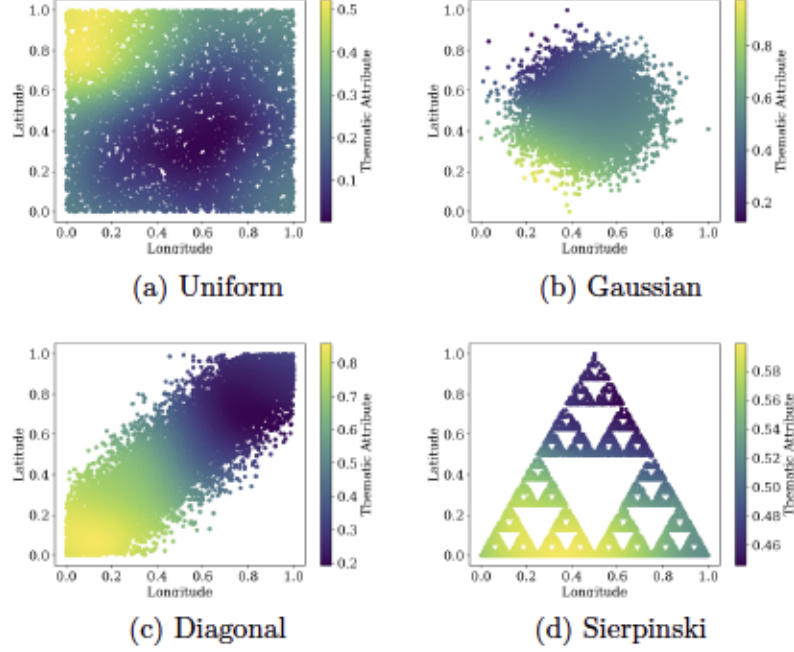 1.0
0.8
0.6
0.4
0.2
0.0
Latitude
0.0 0.2 0.4 0.6 0.8 1.0
Longitude
0.5
0.4
0.3
0.2
0.1
Thematic Attribute
(a) Uniform
1.0
0.8
0.6
0.4
0.2
0.0
Latitude
0.0 0.2 0.4 0.6 0.8 1.0
Longitude
0.8
0.6
0.4
0.2
Thematic Attribute
(b) Gaussian
1.0
0.8
0.6
0.4
0.2
0.0
Latitude
0.0 0.2 0.4 0.6 0.8 1.0
Longitude
0.8
0.7
0.6
0.5
0.4
0.3
0.2
Thematic Attribute
(c) Diagonal
1.0
0.8
0.6
0.4
0.2
0.0
Latitude
0.0 0.2 0.4 0.6 0.8 1.0
Longitude
0.58
0.56
0.54
0.52
0.50
0.48
0.46
Thematic Attribute
(d) Sierpinski